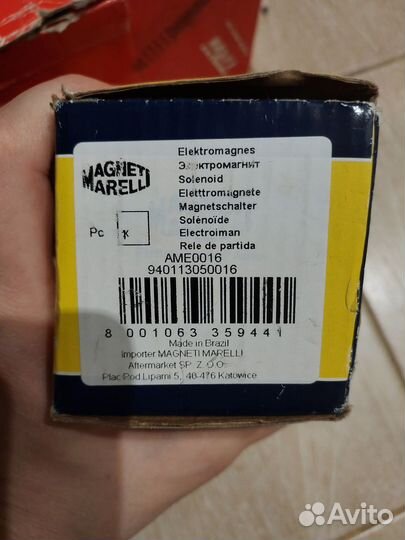 MAGNETI
MARELLI
Elektromagnes
Электромагнит
Solenoid
Eletttromagnete
Magnetschalter
Solénoïde
Electroiman
Rele de partida
Pc
к
AME0016
940113050016
8 001063 359441
Made in Brazil
Importer MAGNETI MARELLI
Aftermarket SP. Z.O.O.
Plac Pod Lipami 5, 40-476 Katowice
Avito